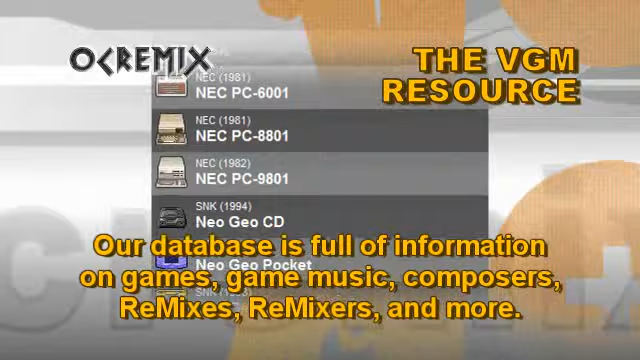 OCREMIX
THE VGM
RESOURCE
NEC (1981)
NEC PC-6001
NEC (1981)
NEC PC-8801
NEC (1982)
NEC PC-9801
SNK (1994)
Neo Geo CD
Neo Geo Pocket
Our database is full of information
on games, game music, composers,
ReMixes, ReMixers, and more.